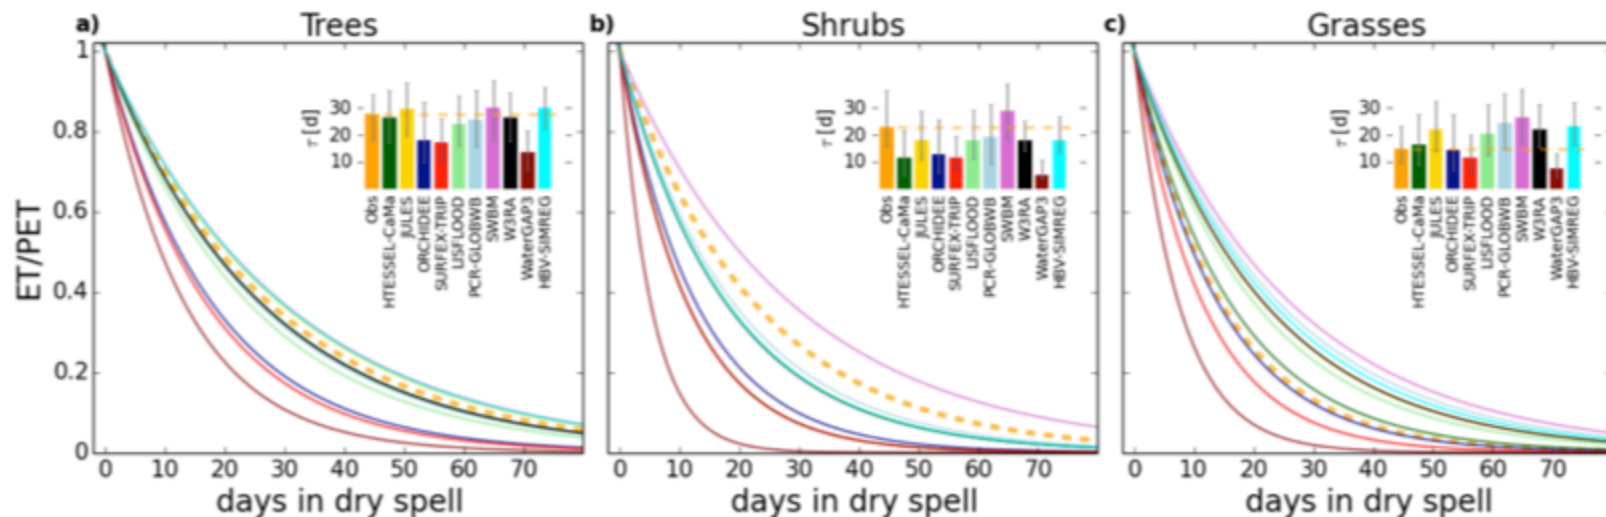 a) Trees
b) Shrubs
c) Grasses
ET/PET
1
0.8
0.6
0.4
0.2
0
τ [d]
30
20
10
Obs
HTESSEL-CaMa
JULES
ORCHIDEE
SURFEX-TRIP
LISFLOOD
PCR-GLOBWB
SWBM
W3RA
WaterGAP3
HBV-SIMREG
τ [d]
30
20
10
Obs
HTESSEL-CaMa
JULES
ORCHIDEE
SURFEX-TRIP
LISFLOOD
PCR-GLOBWB
SWBM
W3RA
WaterGAP3
HBV-SIMREG
τ [d]
30
20
10
Obs
HTESSEL-CaMa
JULES
ORCHIDEE
SURFEX-TRIP
LISFLOOD
PCR-GLOBWB
SWBM
W3RA
WaterGAP3
HBV-SIMREG
0 10 20 30 40 50 60 70
0 10 20 30 40 50 60 70
0 10 20 30 40 50 60 70
days in dry spell
days in dry spell
days in dry spell